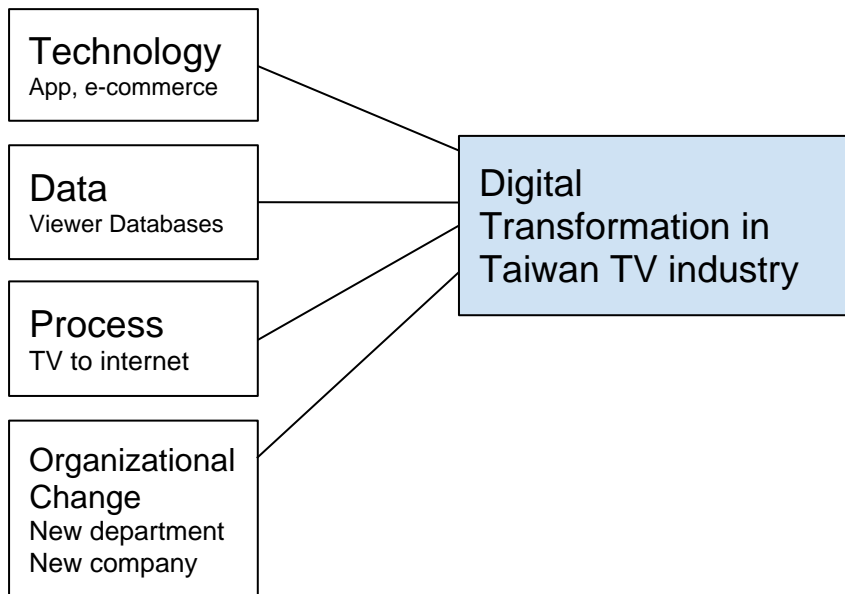 Technology
App, e-commerce
Data
Viewer Databases
Process
TV to internet
Organizational
Change
New department
New company
Digital
Transformation in
Taiwan TV industry